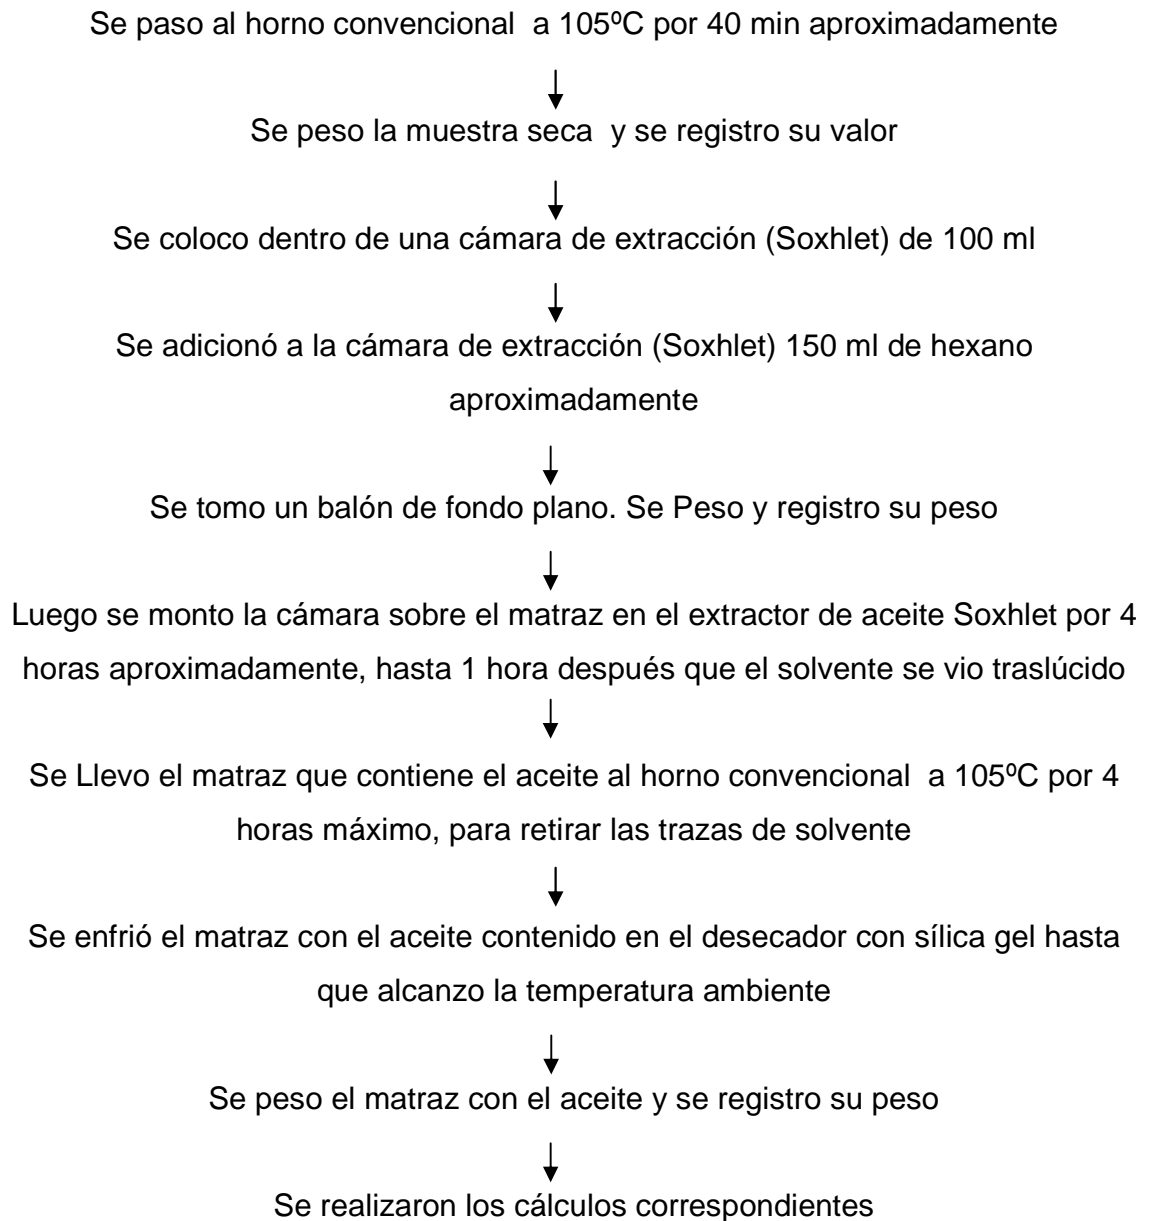 Se paso al horno convencional a 105ºC por 40 min aproximadamente
Se peso la muestra seca y se registro su valor
Se coloco dentro de una cámara de extracción (Soxhlet) de 100 ml
Se adicionó a la cámara de extracción (Soxhlet) 150 ml de hexano
aproximadamente
Se tomo un balón de fondo plano. Se Peso y registro su peso
Luego se monto la cámara sobre el matraz en el extractor de aceite Soxhlet por 4
horas aproximadamente, hasta 1 hora después que el solvente se vio traslúcido
Se Llevo el matraz que contiene el aceite al horno convencional a 105ºC por 4
horas máximo, para retirar las trazas de solvente
Se enfrió el matraz con el aceite contenido en el desecador con sílica gel hasta
que alcanzo la temperatura ambiente
Se peso el matraz con el aceite y se registro su peso
Se realizaron los cálculos correspondientes